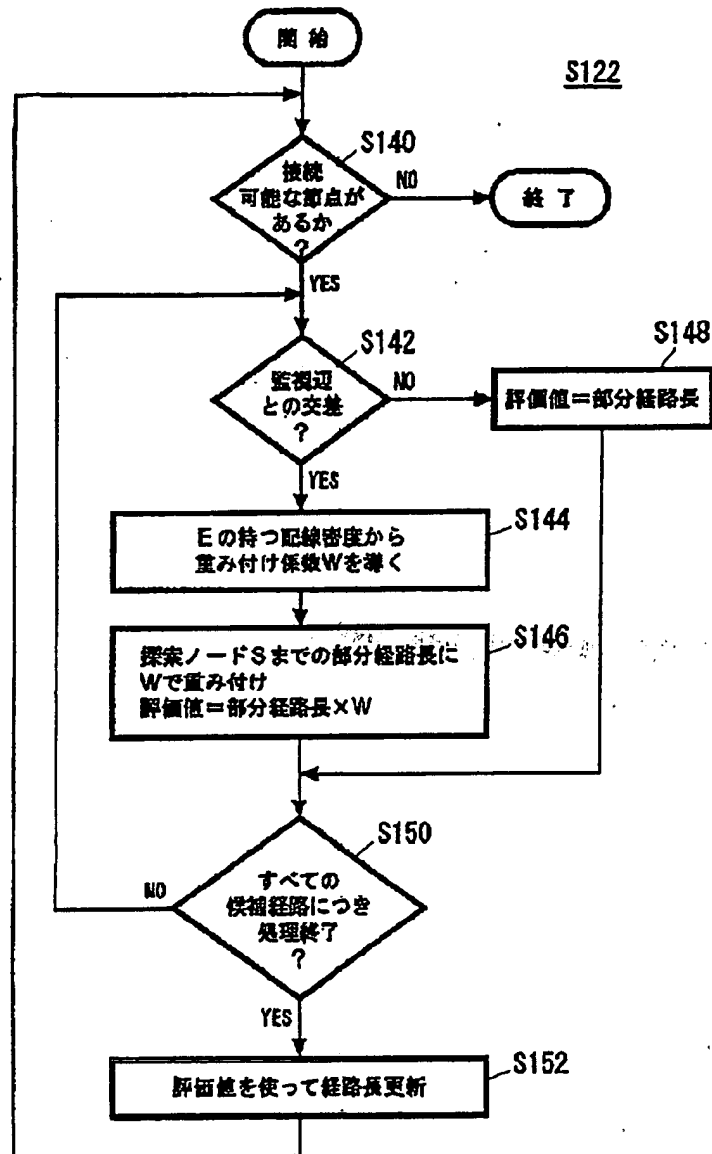 開始
S122
S140
接続
可能な節点が
あるか
?
NO
終了
YES
S142
監視辺
との交差
?
NO
S148
評価値=部分経路長
YES
S144
Eの持つ配線密度から
重み付け係数Wを導く
S146
探索ノードSまでの部分経路長に
Wで重み付け
評価値=部分経路長×W
S150
すべての
候補経路につき
処理終了
?
NO
YES
S152
評価値を使って経路長更新